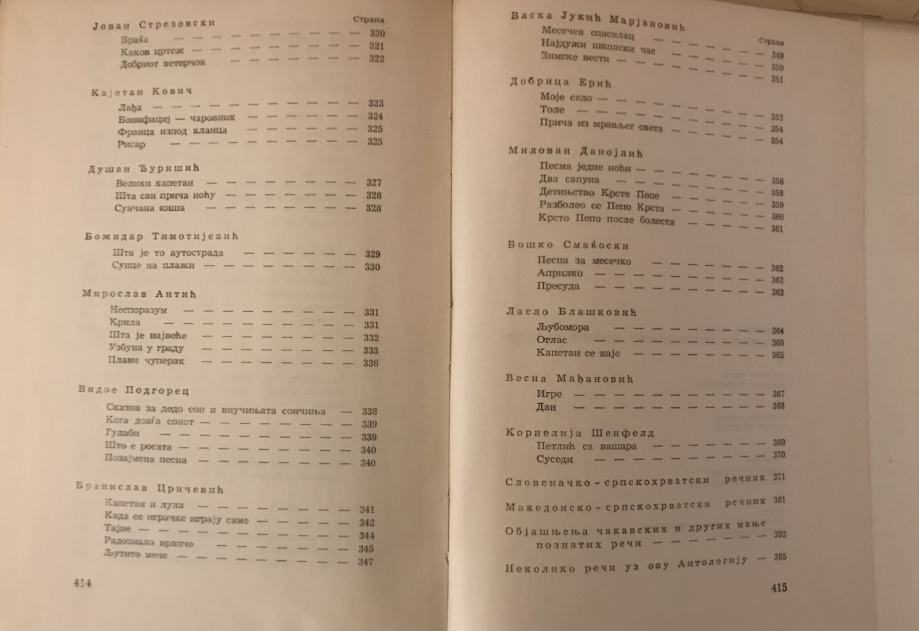 Јован Стрезовски Страна
Враќа — — — — — — — — 320
Каков цртеж — — — — — — — 321
Добриот ветерчок — — — — — — 322
Кајетан Кович
Лађа — — — — — — — — — 323
Бонифациј — чаровник — — — — — 324
Франца испод кланца — — — — — 325
Рисар — — — — — — — — 325
Душан Ђуришић
Велики капетан — — — — — — — 327
Шта сан прича ноћу — — — — — — 328
Сунчана киша — — — — — — — 328
Божидар Тимотијевић
Шта је то аутострада — — — — — — 329
Сунце на плажи — — — — — — — 330
Мирослав Антић
Неспоразум — — — — — — — — 331
Крила — — — — — — — — — 331
Шта је највеће — — — — — — — 332
Узбуна у граду — — — — — — — 333
Плави чуперак — — — — — — — 336
Видое Подгорец
Сказна за дедо сон и внучињата сончиња — 338
Кога доаѓа сонот — — — — — — — 339
Гулаби — — — — — — — — — 339
Што е росата — — — — — — — — 340
Позајмена песна — — — — — — — 340
Бранислав Цричевић
Капетан и лула — — — — — — — 341
Када се играчке играју саме — — — — — 342
Тајне — — — — — — — — — — 344
Радознало врапче — — — — — — — 345
Љутито мече — — — — — — — — 347
414
Васка Јукић Марјановић
Страна
Месечев спасилац — — — — — 349
Најдужи школски час — — — — — 350
Зимске вести — — — — — — — 351
Добрица Ерић
Моје село — — — — — — — — 353
Толе — — — — — — — — — 354
Прича из мрављег света — — — — — 354
Милован Данојлић
Песма једне ноћи — — — — — — — 356
Два сапуна — — — — — — — 358
Детињство Крсте Пепе — — — — — 359
Разболео се Пепо Крста — — — — — 360
Крсто Пепо после болести — — — — 361
Бошко Смаќоски
Песна за месечко — — — — — — 362
Априлко — — — — — — — — 363
Пресуда — — — — — — — — 363
Ласло Блашковић
Љубомора — — — — — — — 364
Оглас — — — — — — — — 365
Капетан се каје — — — — — — 365
Весна Мађановић
Игре — — — — — — — — — 367
Дан — — — — — — — — — 368
Корнелија Шенфелд
Петлић са вашара — — — — — — 369
Суседи — — — — — — — — 370
Словеначко-српскохрватски речник 371
Македонско-српскохрватски речник 381
Објашњења чакавских и других мање
познатих речи — — — — — — 393
Неколико речи уз ову Антологију — 395
415